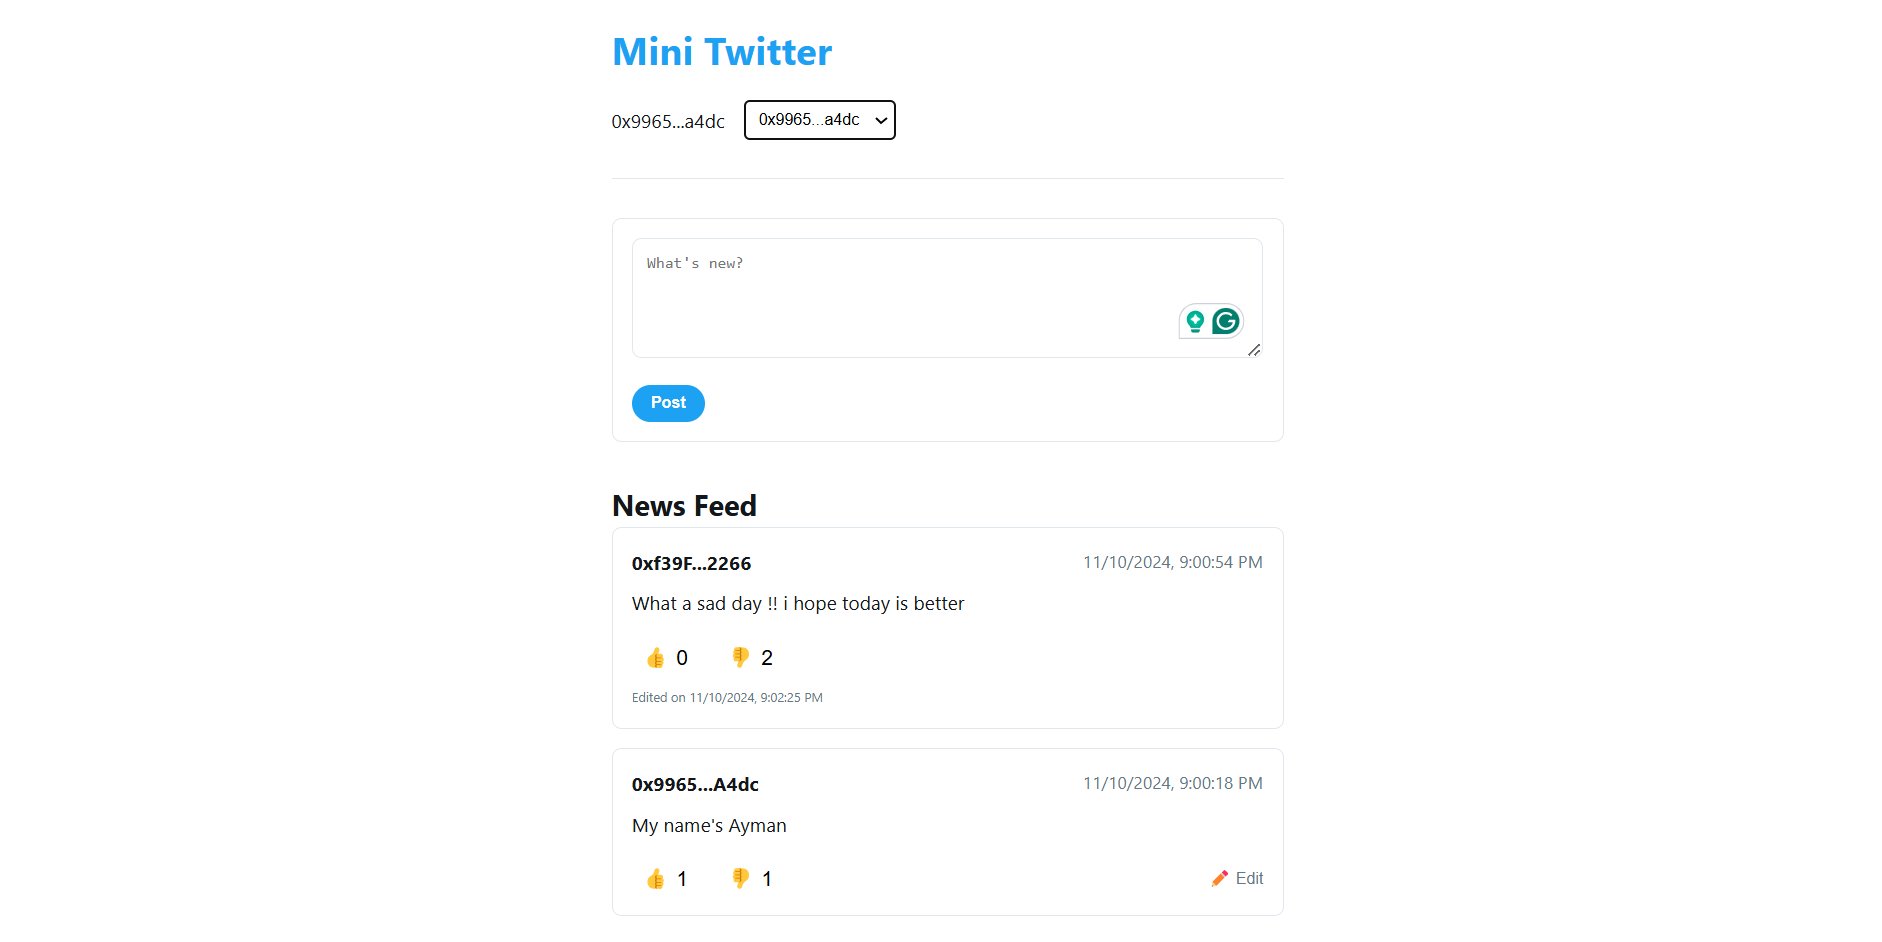 Mini Twitter
0x9965...a4dc 0x9965...a4dc
What's new?
Post
News Feed
0xf39F...2266 11/10/2024, 9:00:54 PM
What a sad day !! i hope today is better
👍 0 👎 2
Edited on 11/10/2024, 9:02:25 PM
0x9965...A4dc 11/10/2024, 9:00:18 PM
My name's Ayman
👍 1 👎 1 ✏️ Edit